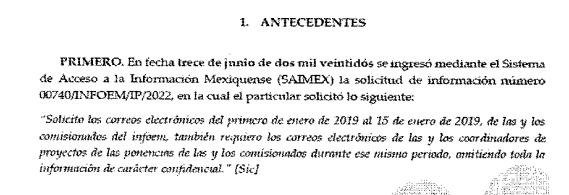 1. ANTECEDENTES
PRIMERO. En fecha trece de junio de dos mil veintidós se ingresó mediante el Sistema
de Acceso a la Información Mexiquense (SAIMEX) la solicitud de información número
00740/INFOEM/IP/2022, en la cual el particular solicitó lo siguiente:
"Solicito los correos electrónicos del primero de enero de 2019 al 15 de enero de 2019, de las y los
comisionados del infoem, también requiero los correos electrónicos de las y los coordinadores de
proyectos de las ponencias de las y los comisionados durante ese mismo periodo, omitiendo toda la
información de carácter confidencial." [Sic]